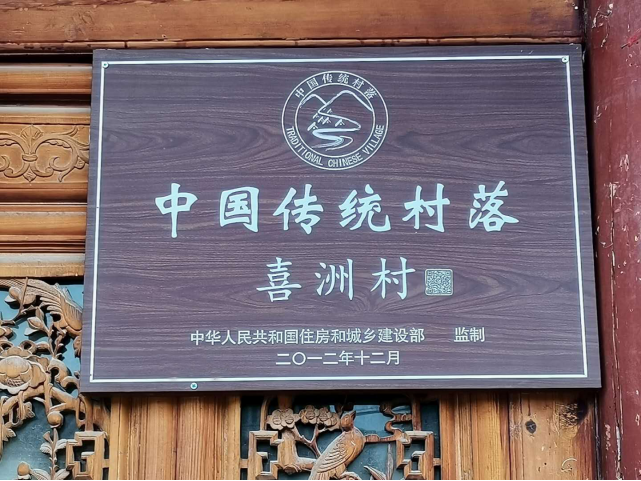 中国传统村落
TRADITIONAL CHINESE VILLAGE
中国传统村落
喜洲村
中华人民共和国住房和城乡建设部 监制
二〇一二年十二月